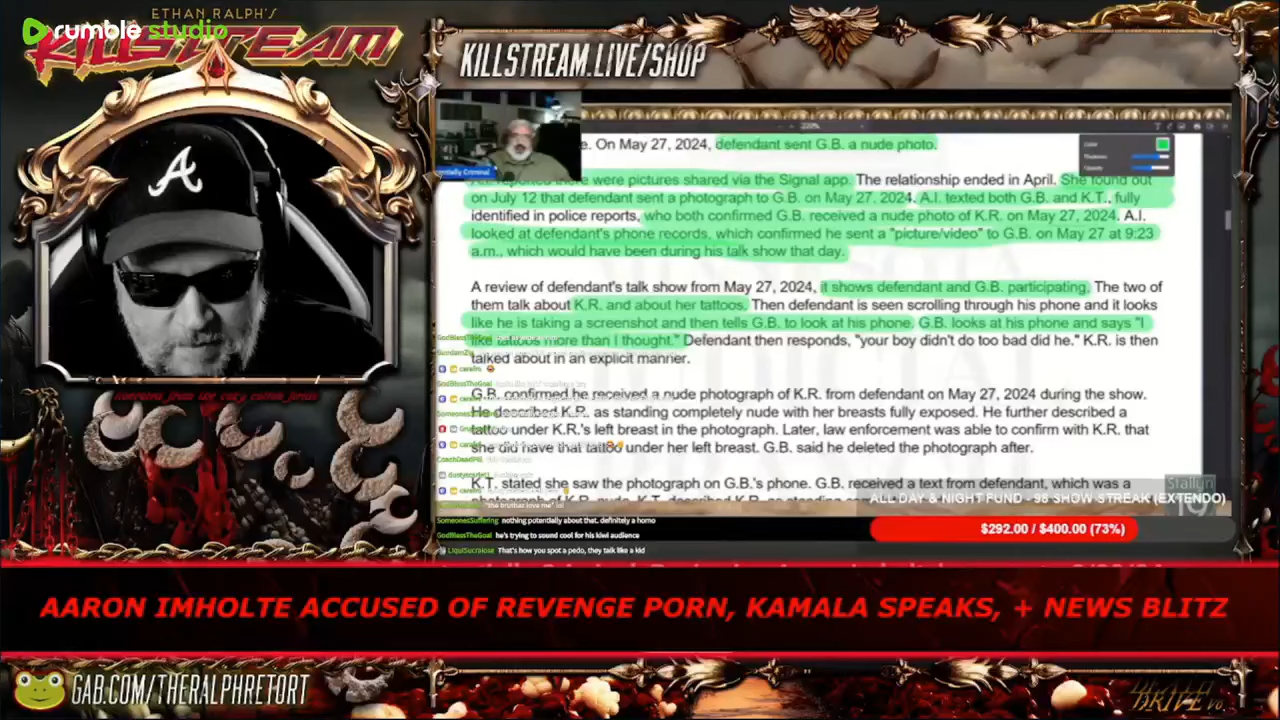 rumble studio
ETHAN RALPH'S
KILLSTREAM
KILLSTREAM.LIVE/SHOP
e. On May 27, 2024, defendant sent G.B. a nude photo.
there were pictures shared via the Signal app. The relationship ended in April. She found out
on July 12 that defendant sent a photograph to G.B. on May 27, 2024. A.I. texted both G.B. and K.T., fully
identified in police reports, who both confirmed G.B. received a nude photo of K.R. on May 27, 2024. A.I.
looked at defendant's phone records, which confirmed he sent a "picture/video" to G.B. on May 27 at 9:23
a.m., which would have been during his talk show that day.
A review of defendant's talk show from May 27, 2024, it shows defendant and G.B. participating. The two of
them talk about K.R. and about her tattoos. Then defendant is seen scrolling through his phone and it looks
like he is taking a screenshot and then tells G.B. to look at his phone. G.B. looks at his phone and says "I
like tattoos more than I thought." Defendant then responds, "your boy didn't do too bad did he." K.R. is then
talked about in an explicit manner.
G.B. confirmed he received a nude photograph of K.R. from defendant on May 27, 2024 during the show.
He described K.R. as standing completely nude with her breasts fully exposed. He further described a
tattoo under K.R.'s left breast in the photograph. Later, law enforcement was able to confirm with K.R. that
she did have that tattoo under her left breast. G.B. said he deleted the photograph after.
K.T. stated she saw the photograph on G.B.'s phone. G.B. received a text from defendant, which was a
ALL DAY & NIGHT FUND - 98 SHOW STREAK (EXTENDO)
$292.00 / $400.00 (73%)
SomeonesSuffering nothing potentially about that. definitely a homo
GodBlessTheGoal he's trying to sound cool for his kiwi audience
LiquiSucralose That's how you spot a pedo, they talk like a kid
AARON IMHOLTE ACCUSED OF REVENGE PORN, KAMALA SPEAKS, + NEWS BLITZ
GAB.COM/THERALPHRETORT